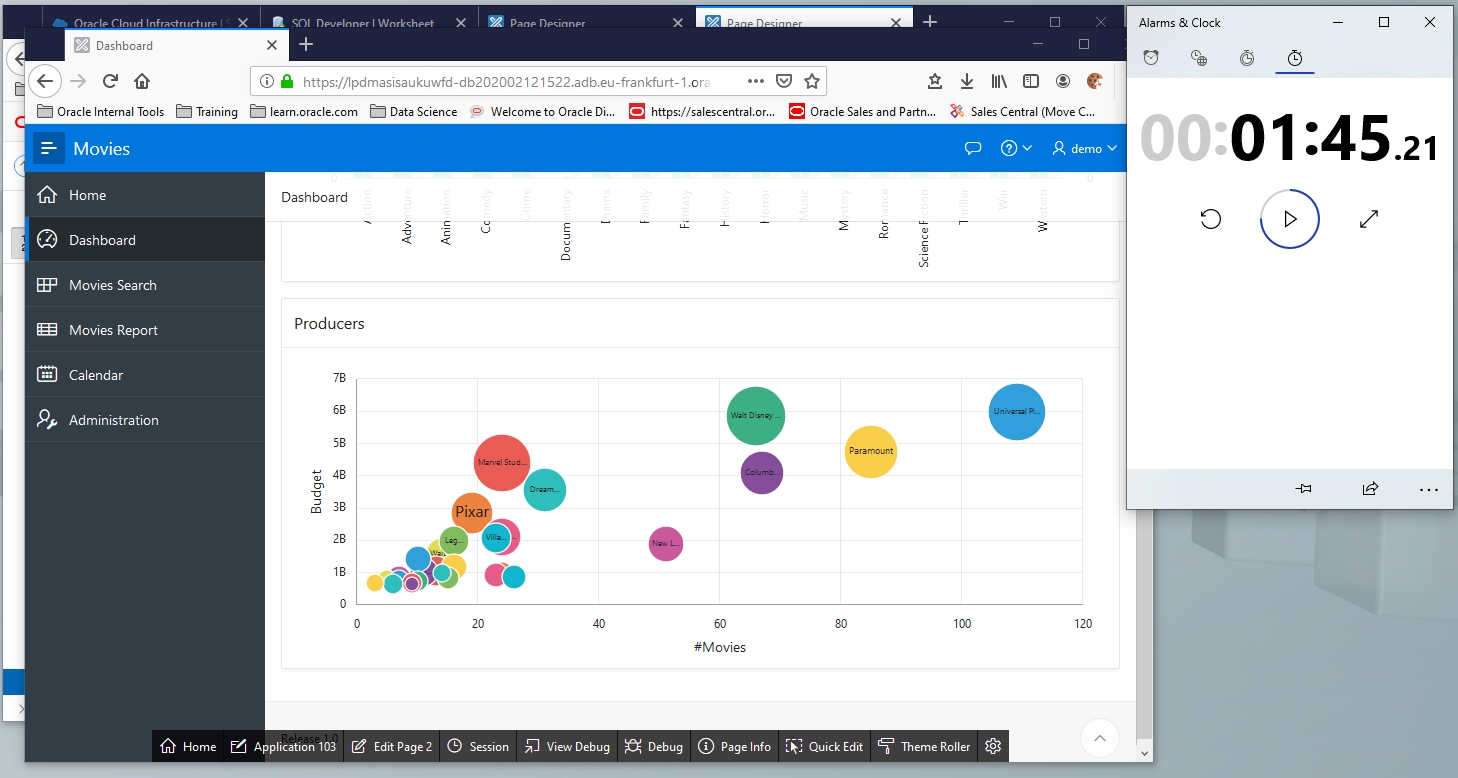 Oracle Cloud Infrastructure | S
SQL Developer | Worksheet
Page Designer
Page Designer
Dashboard
https://lpdmasisaukuwfd-db202002121522.adb.eu-frankfurt-1.ora
Oracle Internal Tools
Training
learn.oracle.com
Data Science
Welcome to Oracle Di...
https://salescentral.or...
Oracle Sales and Partn...
Sales Central (Move C...
Movies
demo
Home
Dashboard
Movies Search
Movies Report
Calendar
Administration
Dashboard
0
0
Action
Adventure
Animation
Comedy
Crime
Documentary
Drama
Family
Fantasy
History
Horror
Music
Mystery
Romance
Science Fiction
Thriller
War
Western
Producers
7B
6B
5B
4B
3B
2B
1B
0
Budget
Walt Disney ...
Universal Pi...
Paramount
Marvel Stud...
Columb...
Dream...
Pixar
Leg...
Villa...
New L...
0
20
40
60
80
100
120
#Movies
Release 1.0
Home
Application 103
Edit Page 2
Session
View Debug
Debug
Page Info
Quick Edit
Theme Roller
Alarms & Clock
00:01:45.21